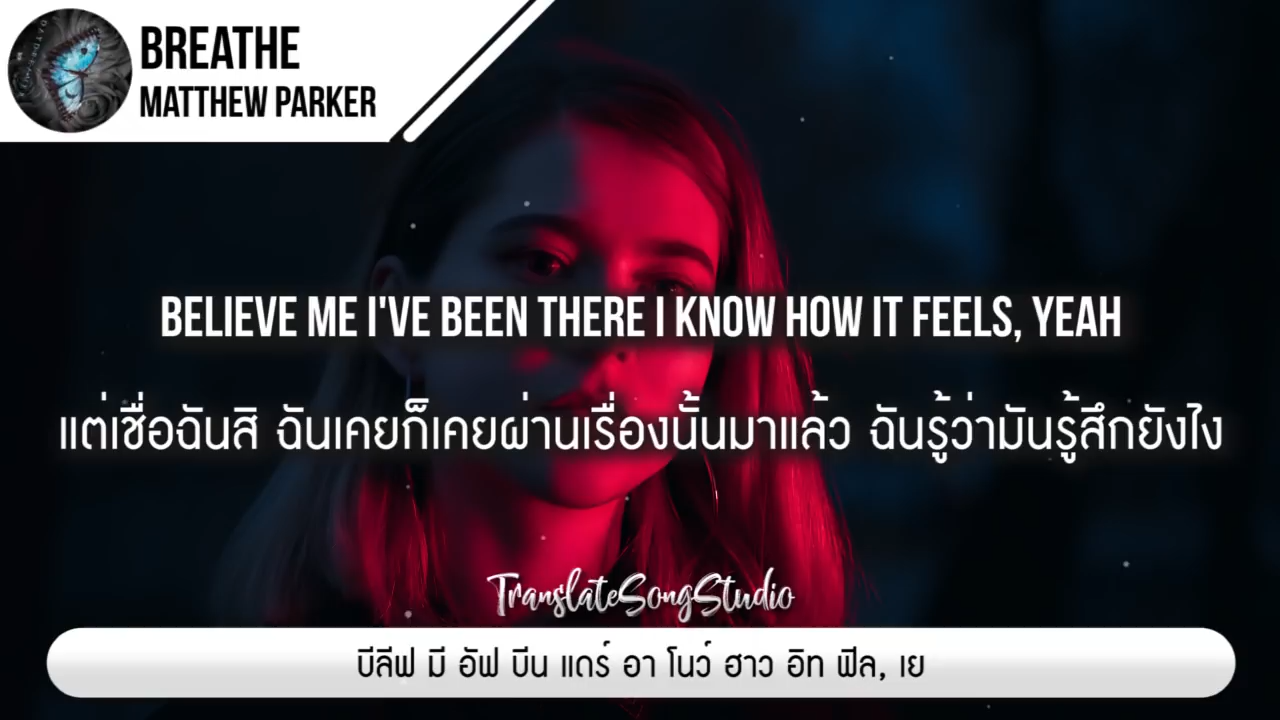 BREATHE
MATTHEW PARKER
BELIEVE ME I'VE BEEN THERE I KNOW HOW IT FEELS, YEAH
แต่เชื่อฉันสิ ฉันเคยก็เคยผ่านเรื่องนั้นมาแล้ว ฉันรู้ว่ามันรู้สึกยังไง
TranslateSongStudio
บีลีฟ มี อัฟ บีน แดร์ อา โนว์ ฮาว อิท ฟีล, เย